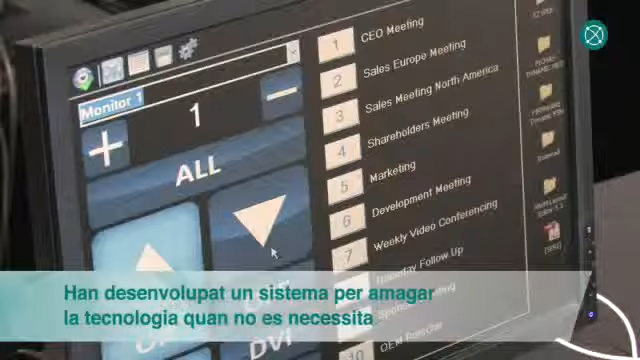 Monitor 1
1
ALL
1 CEO Meeting
2 Sales Europe Meeting
3 Sales Meeting North America
4 Shareholders Meeting
5 Marketing
6 Development Meeting
7 Weekly Video Conferencing
Follow Up
10 OEM
DVI
Han desenvolupat un sistema per amagar
la tecnologia quan no es necessita